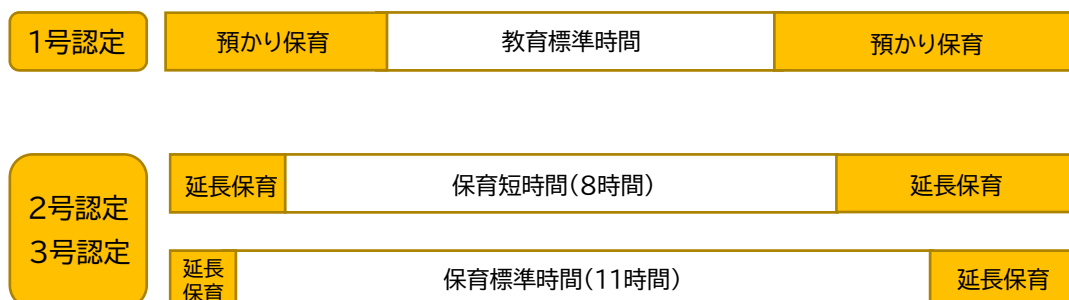 1号認定
預かり保育
教育標準時間
預かり保育
2号認定
3号認定
延長保育
保育短時間(8時間)
延長保育
延長
保育
保育標準時間(11時間)
延長保育